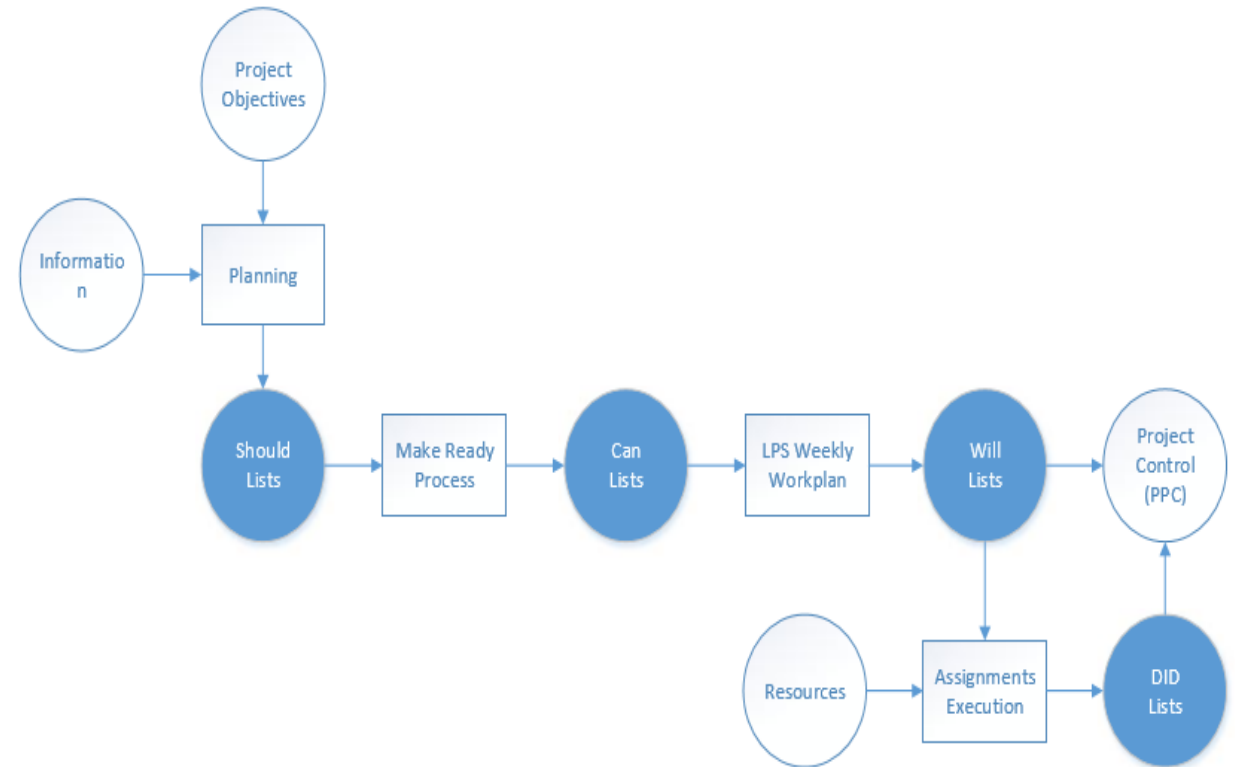 Project
Objectives
Informatio
n
Planning
Should
Lists
Make Ready
Process
Can
Lists
LPS Weekly
Workplan
Will
Lists
Project
Control
(PPC)
Resources
Assignments
Execution
DID
Lists